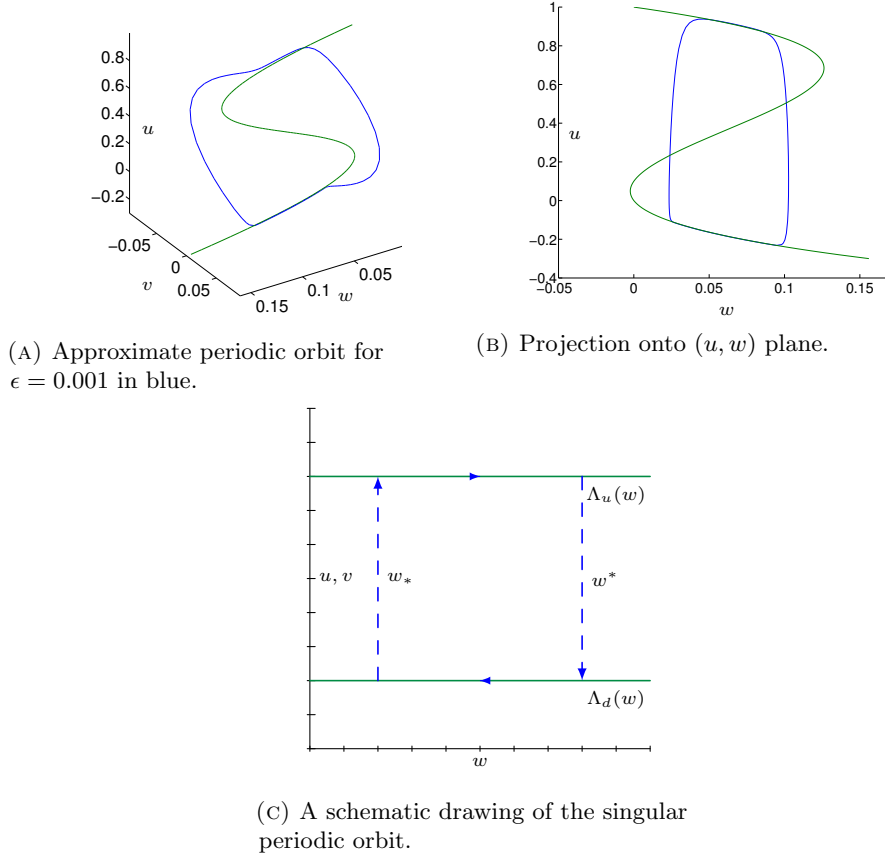 0.8
0.6
u
0.4
0.2
0
−0.2
−0.05
0
v
0.05
0.15
0.1
w
0.05
1
0.8
0.6
u
0.4
0.2
0
−0.2
−0.4
−0.05
0
0.05
0.1
0.15
w
(A) Approximate periodic orbit for
ϵ = 0.001 in blue.
(B) Projection onto (u, w) plane.
Λu(w)
u, v
w*
w*
Λd(w)
w
(C) A schematic drawing of the singular
periodic orbit.